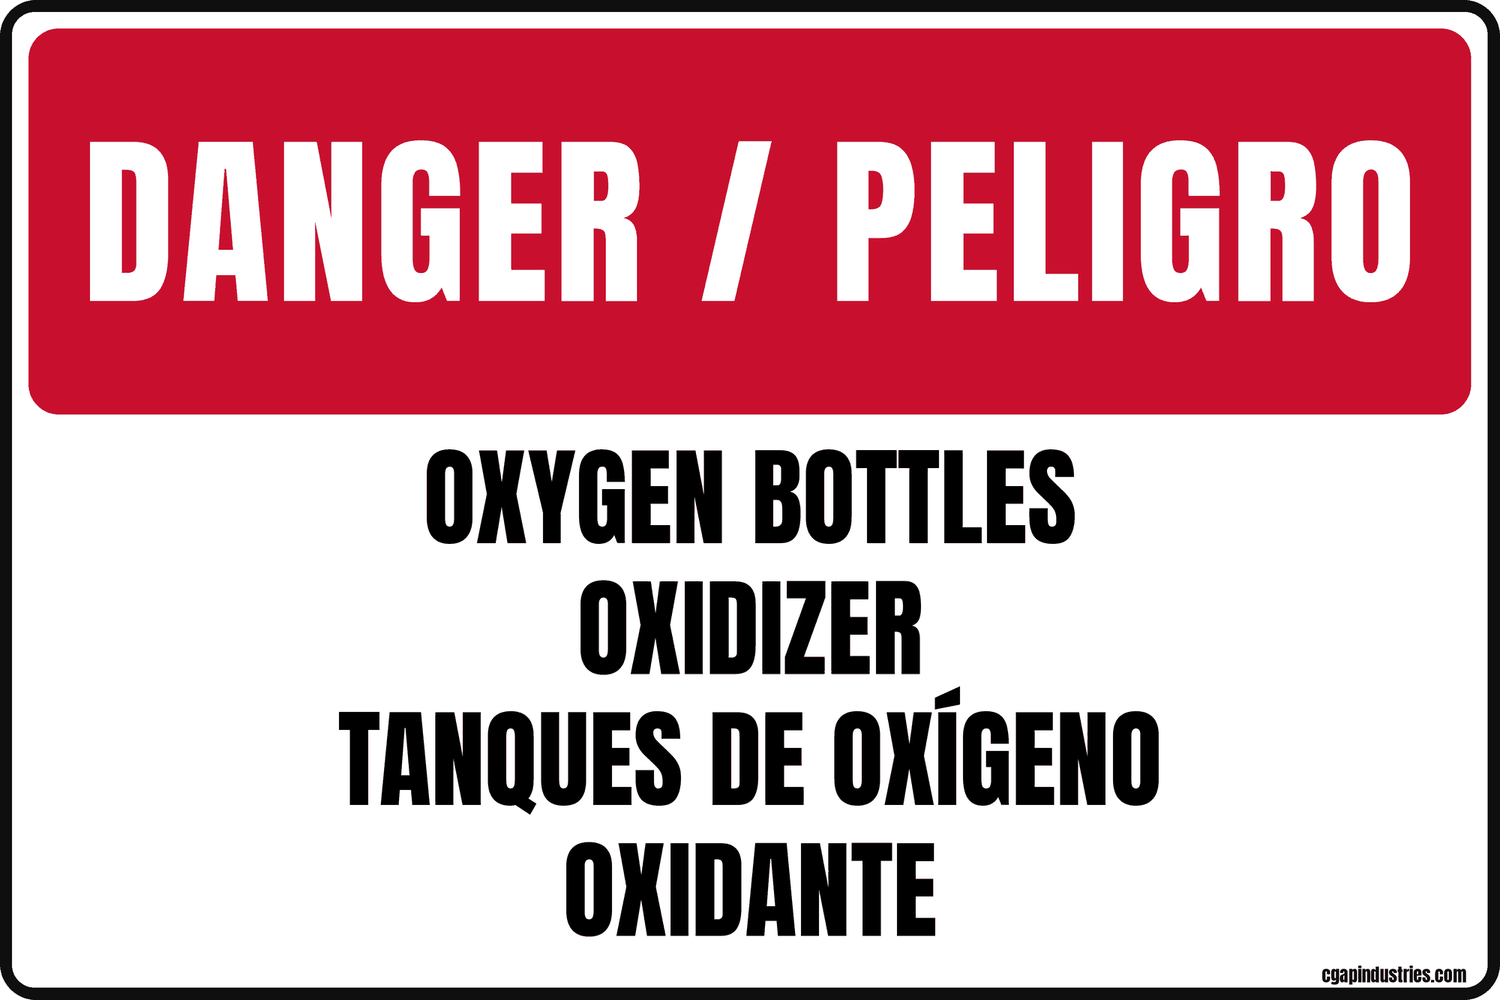 DANGER / PELIGRO
OXYGEN BOTTLES
OXIDIZER
TANQUES DE OXÍGENO
OXIDANTE
cgapindustries.com